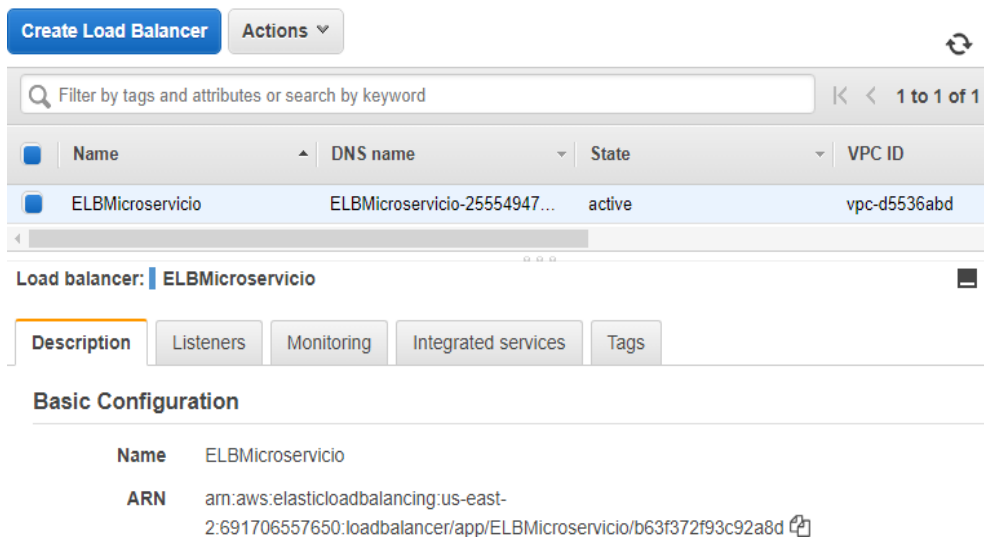 Create Load Balancer Actions
Filter by tags and attributes or search by keyword 1 to 1 of 1
Name DNS name State VPC ID
ELBMicroservicio ELBMicroservicio-25554947... active vpc-d5536abd
Load balancer: ELBMicroservicio
Description Listeners Monitoring Integrated services Tags
Basic Configuration
Name ELBMicroservicio
ARN arn:aws:elasticloadbalancing:us-east-
2:691706557650:loadbalancer/app/ELBMicroservicio/b63f372f93c92a8d